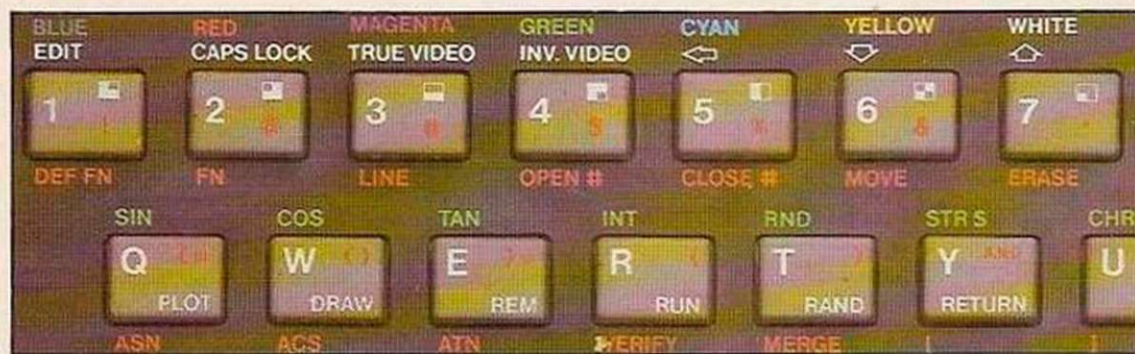 BLUE RED MAGENTA GREEN CYAN YELLOW WHITE
EDIT CAPS LOCK TRUE VIDEO INV. VIDEO
1 ! 2 @ 3 # 4 $ 5 % 6 & 7 '
DEF FN FN LINE OPEN # CLOSE # MOVE ERASE
SIN COS TAN INT RND STR S CHR
Q <= W <> E >= R < T > Y AND U
PLOT DRAW REM RUN RAND RETURN
ASN ACS ATN VERIFY MERGE [ ]